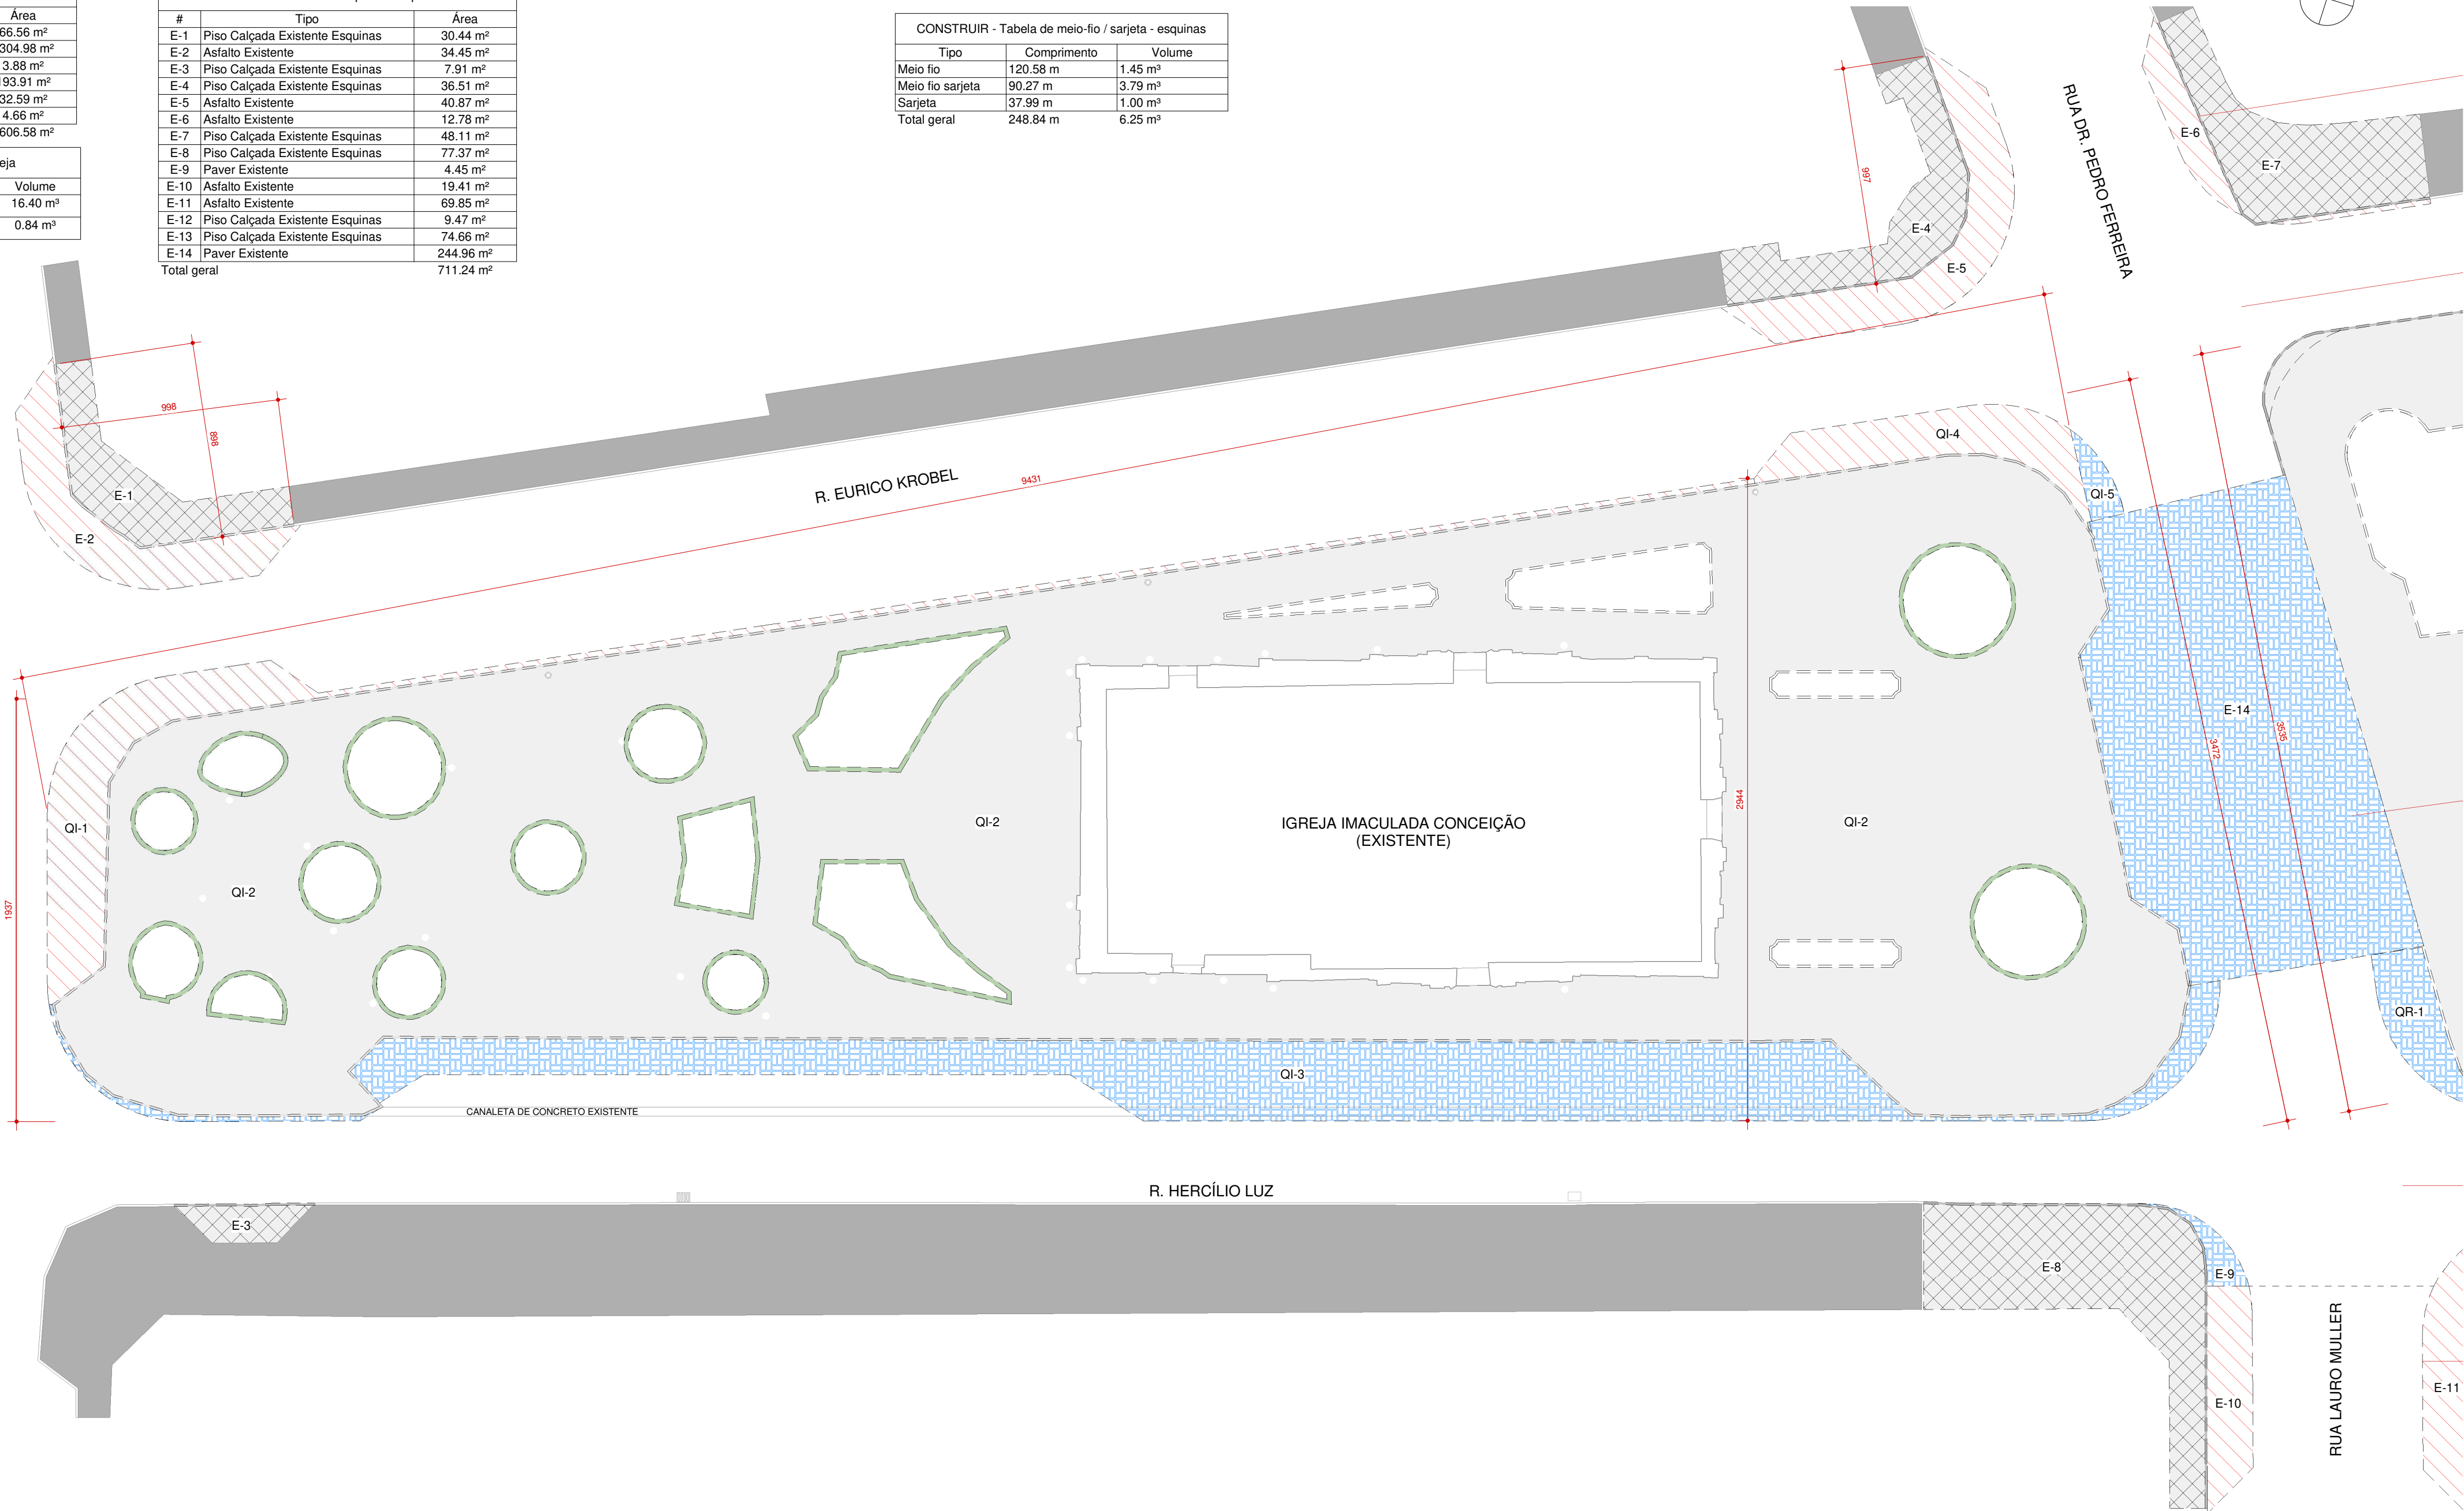 Área
66.56 m²
304.98 m²
3.88 m²
193.91 m²
32.59 m²
4.66 m²
606.58 m²
eja
Volume
16.40 m³
0.84 m³
# Tipo Área
E-1 Piso Calçada Existente Esquinas 30.44 m²
E-2 Asfalto Existente 34.45 m²
E-3 Piso Calçada Existente Esquinas 7.91 m²
E-4 Piso Calçada Existente Esquinas 36.51 m²
E-5 Asfalto Existente 40.87 m²
E-6 Asfalto Existente 12.78 m²
E-7 Piso Calçada Existente Esquinas 48.11 m²
E-8 Piso Calçada Existente Esquinas 77.37 m²
E-9 Paver Existente 4.45 m²
E-10 Asfalto Existente 19.41 m²
E-11 Asfalto Existente 69.85 m²
E-12 Piso Calçada Existente Esquinas 9.47 m²
E-13 Piso Calçada Existente Esquinas 74.66 m²
E-14 Paver Existente 244.96 m²
Total geral 711.24 m²
CONSTRUIR - Tabela de meio-fio / sarjeta - esquinas
Tipo Comprimento Volume
Meio fio 120.58 m 1.45 m³
Meio fio sarjeta 90.27 m 3.79 m³
Sarjeta 37.99 m 1.00 m³
Total geral 248.84 m 6.25 m³
RUA DR. PEDRO FERREIRA
E-6
E-7
997
E-4
E-5
998
898
E-1
E-2
R. EURICO KROBEL
9431
QI-4
QI-5
E-14
3472
3535
QI-1
QI-2
QI-2
IGREJA IMACULADA CONCEIÇÃO
(EXISTENTE)
2944
QI-2
1937
QR-1
QI-3
CANALETA DE CONCRETO EXISTENTE
R. HERCÍLIO LUZ
E-3
E-8
E-9
E-10
RUA LAURO MULLER
E-11